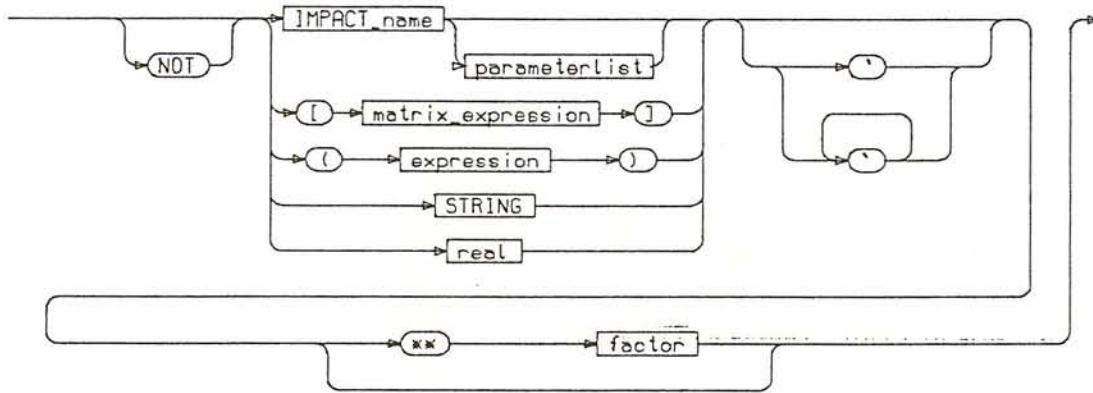 IMPACT_name
NOT
parameterlist
'
[ matrix_expression ]
( expression )
'
STRING
real
** factor